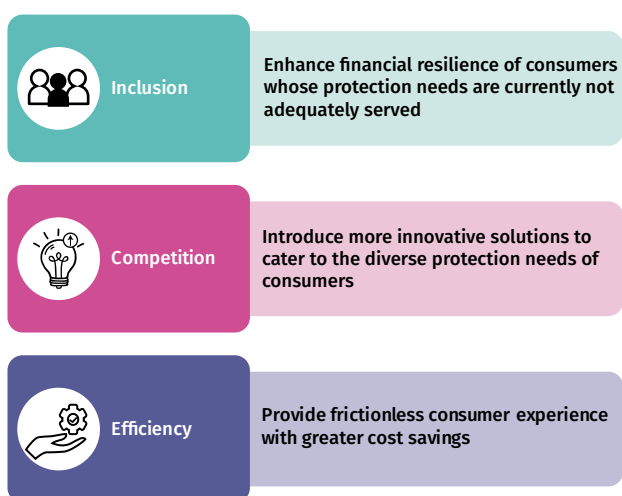 Inclusion
Enhance financial resilience of consumers
whose protection needs are currently not
adequately served
Competition
Introduce more innovative solutions to
cater to the diverse protection needs of
consumers
Efficiency
Provide frictionless consumer experience
with greater cost savings